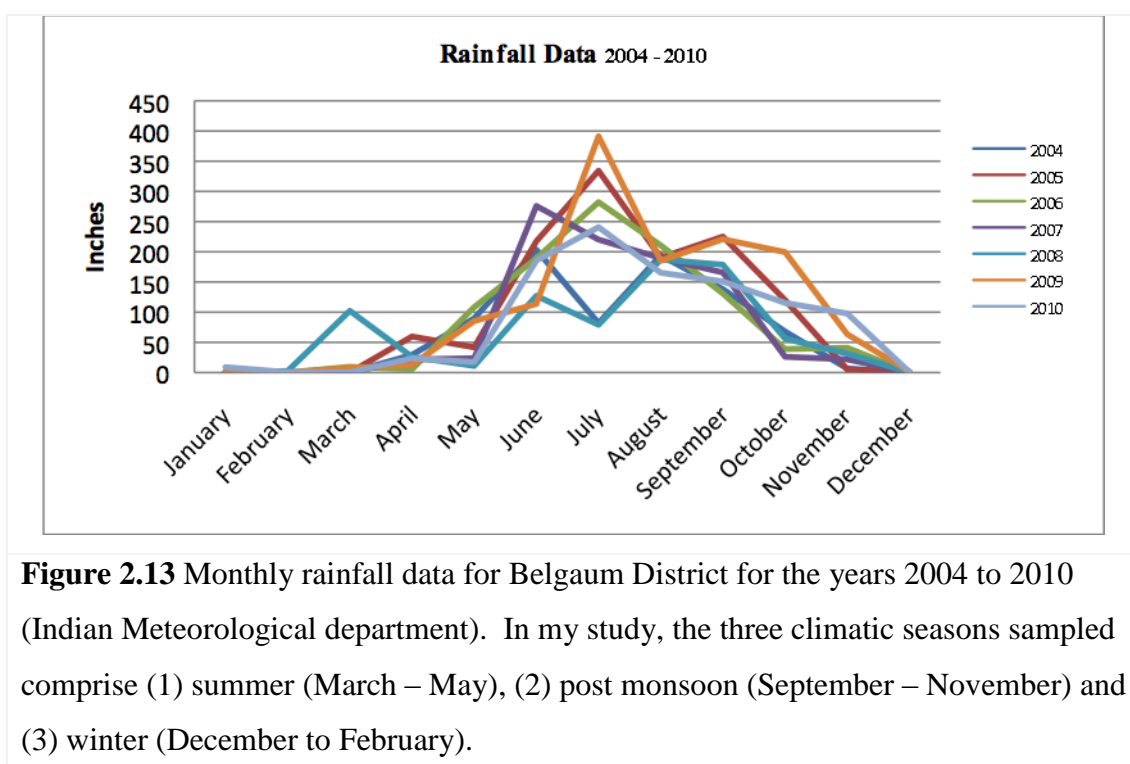 Rainfall Data 2004 - 2010
450
400
350
300
250
200
150
100
50
0
Inches
January
February
March
April
May
June
July
August
September
October
November
December
2004
2005
2006
2007
2008
2009
2010
Figure 2.13 Monthly rainfall data for Belgaum District for the years 2004 to 2010
(Indian Meteorological department).  In my study, the three climatic seasons sampled
comprise (1) summer (March – May), (2) post monsoon (September – November) and
(3) winter (December to February).